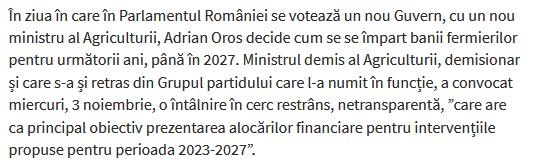 În ziua în care în Parlamentul României se votează un nou Guvern, cu un nou
ministru al Agriculturii, Adrian Oros decide cum se se împart banii fermierilor
pentru următorii ani, până în 2027. Ministrul demis al Agriculturii, demisionar
și care s-a și retras din Grupul partidului care l-a numit în funcție, a convocat
miercuri, 3 noiembrie, o întâlnire în cerc restrâns, netransparentă, ”care are
ca principal obiectiv prezentarea alocărilor financiare pentru intervențiile
propuse pentru perioada 2023-2027”.